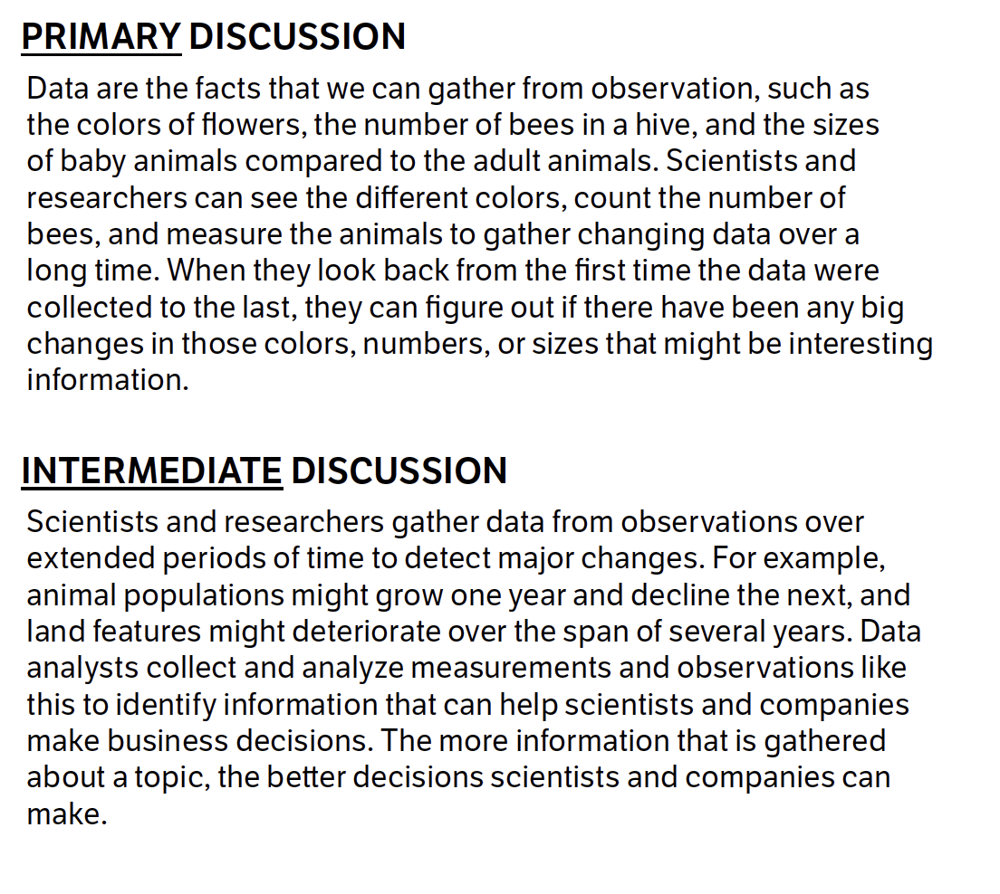 PRIMARY DISCUSSION
Data are the facts that we can gather from observation, such as
the colors of flowers, the number of bees in a hive, and the sizes
of baby animals compared to the adult animals. Scientists and
researchers can see the different colors, count the number of
bees, and measure the animals to gather changing data over a
long time. When they look back from the first time the data were
collected to the last, they can figure out if there have been any big
changes in those colors, numbers, or sizes that might be interesting
information.
INTERMEDIATE DISCUSSION
Scientists and researchers gather data from observations over
extended periods of time to detect major changes. For example,
animal populations might grow one year and decline the next, and
land features might deteriorate over the span of several years. Data
analysts collect and analyze measurements and observations like
this to identify information that can help scientists and companies
make business decisions. The more information that is gathered
about a topic, the better decisions scientists and companies can
make.